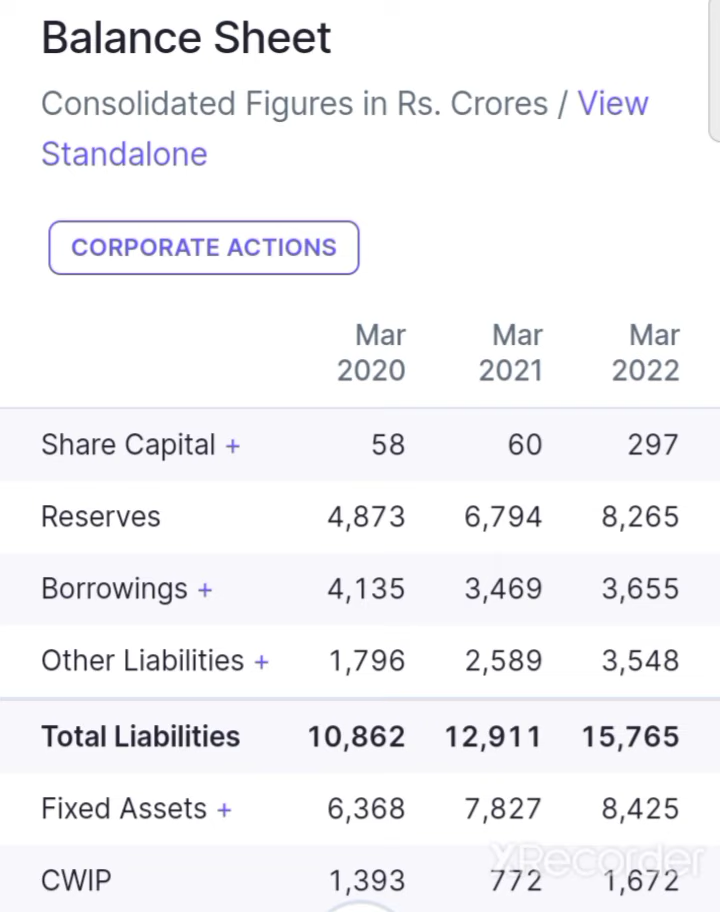 Balance Sheet
Consolidated Figures in Rs. Crores / View
Standalone
CORPORATE ACTIONS
Mar Mar Mar
2020 2021 2022
Share Capital + 58 60 297
Reserves 4,873 6,794 8,265
Borrowings + 4,135 3,469 3,655
Other Liabilities + 1,796 2,589 3,548
Total Liabilities 10,862 12,911 15,765
Fixed Assets + 6,368 7,827 8,425
XRecorder
CWIP 1,393 772 1,672